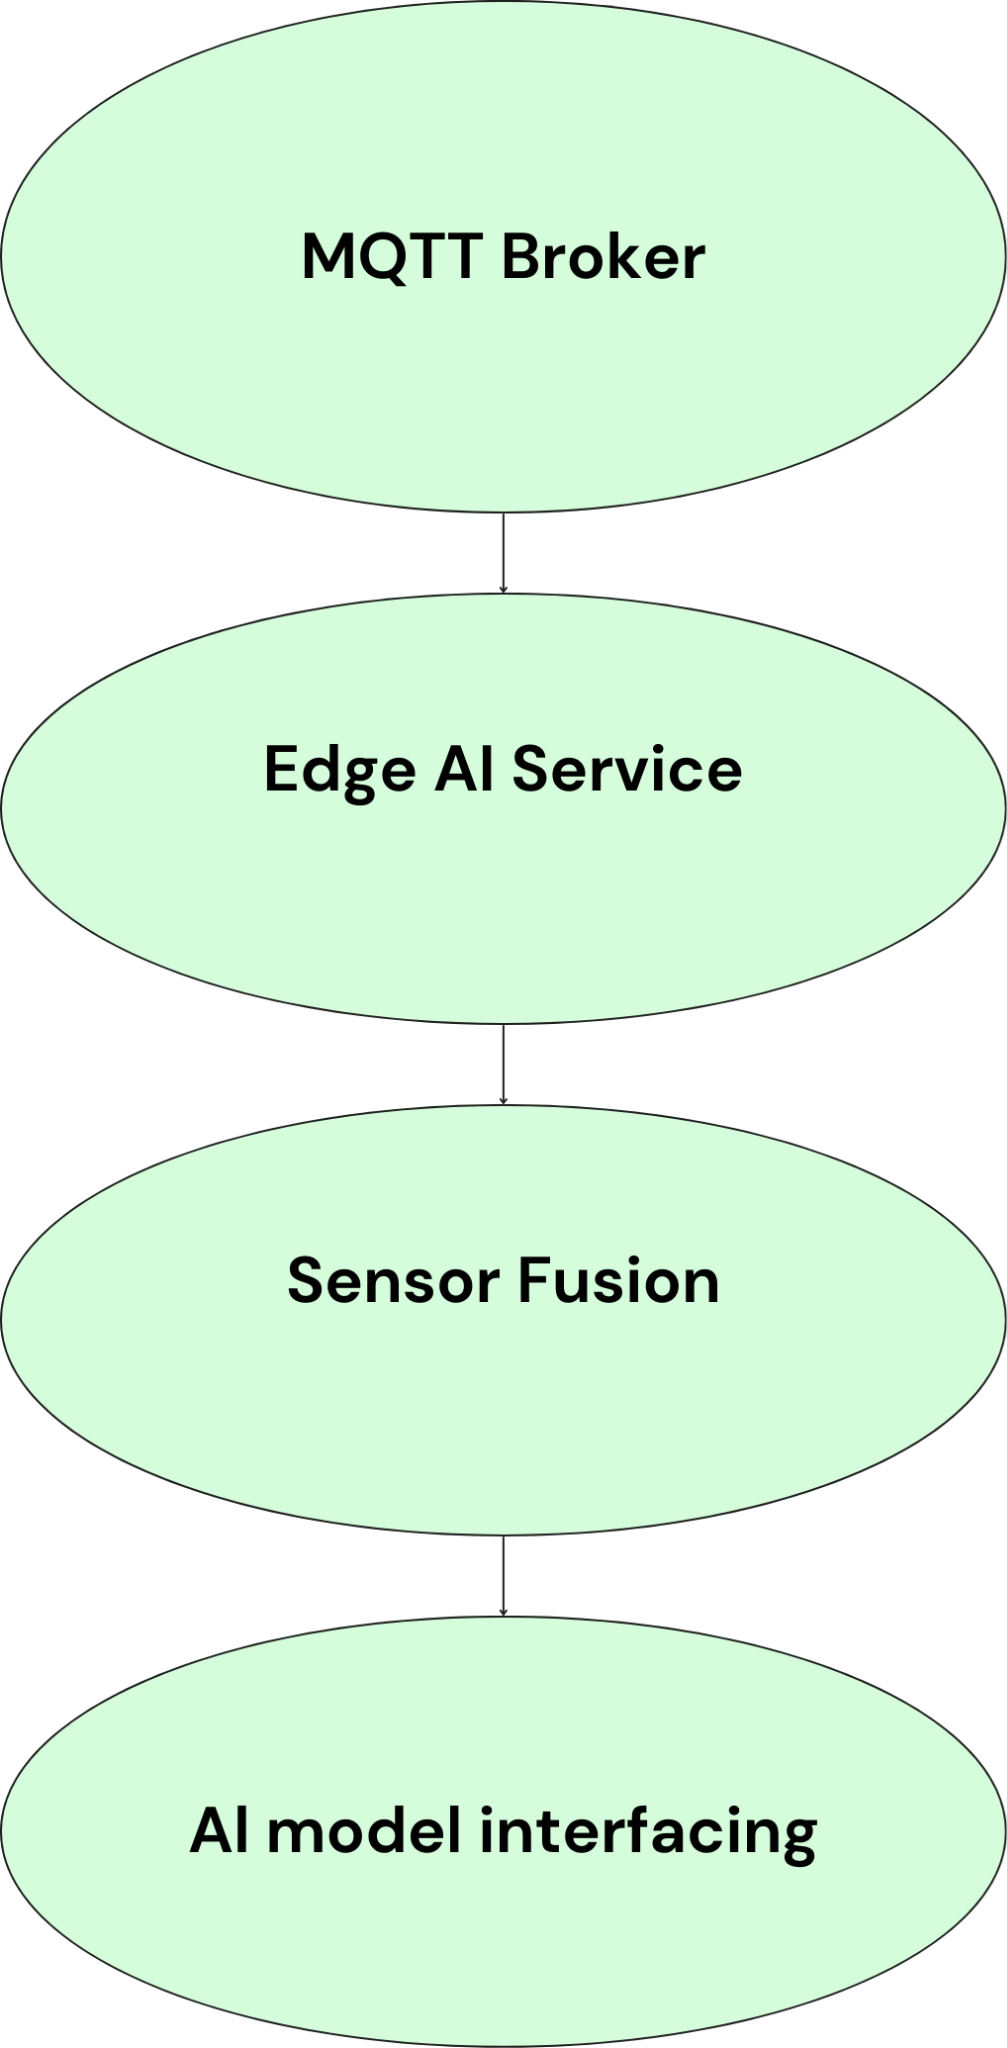 MQTT Broker
Edge AI Service
Sensor Fusion
AI model interfacing